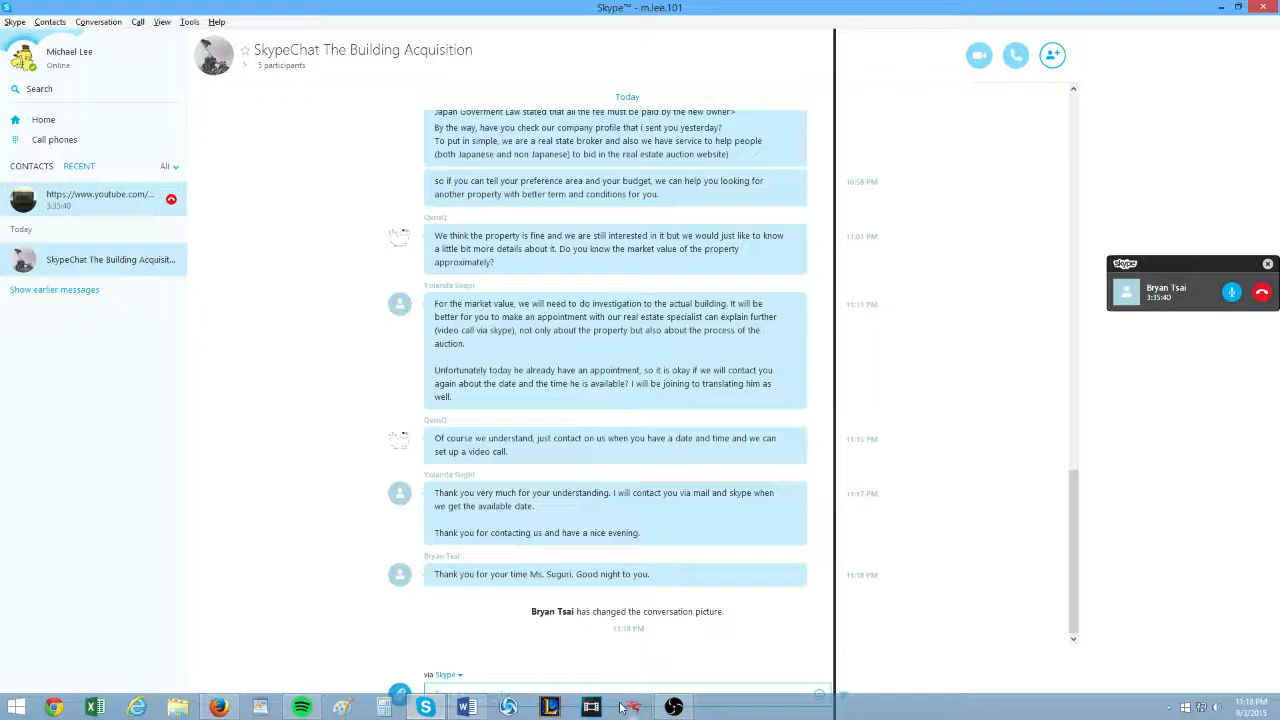 Skype™ - m.lee.101
Skype Contacts Conversation Call View Tools Help
Michael Lee
Online
Search
Home
Call phones
CONTACTS RECENT All
https://www.youtube.com/...
3:35:40
Today
SkypeChat The Building Acquisit...
Show earlier messages
SkypeChat The Building Acquisition
5 participants
Today
Japan Goverment Law stated that all the fee must be paid by the new owner>
By the way, have you check our company profile that i sent you yesterday?
To put in simple, we are a real state broker and also we have service to help people
(both Japanese and non Japanese) to bid in the real estate auction website)
so if you can tell your preference area and your budget, we can help you looking for
another property with better term and conditions for you.
10:58 PM
QvnsQ
We think the property is fine and we are still interested in it but we would just like to know
a little bit more details about it. Do you know the market value of the property
approximately?
11:03 PM
Yolanda Sugiri
For the market value, we will need to do investigation to the actual building. It will be
better for you to make an appointment with our real estate specialist can explain further
(video call via skype), not only about the property but also about the process of the
auction.
Unfortunately today he already have an appointment, so it is okay if we will contact you
again about the date and the time he is available? I will be joining to translating him as
well.
11:13 PM
QvnsQ
Of course we understand, just contact on us when you have a date and time and we can
set up a video call.
11:15 PM
Yolanda Sugiri
Thank you very much for your understanding. I will contact you via mail and skype when
we get the available date.
Thank you for contacting us and have a nice evening.
11:17 PM
Bryan Tsai
Thank you for your time Ms. Suguri. Good night to you.
11:18 PM
Bryan Tsai has changed the conversation picture.
11:18 PM
via Skype
skype
Bryan Tsai
3:35:40
11:18 PM
9/3/2015